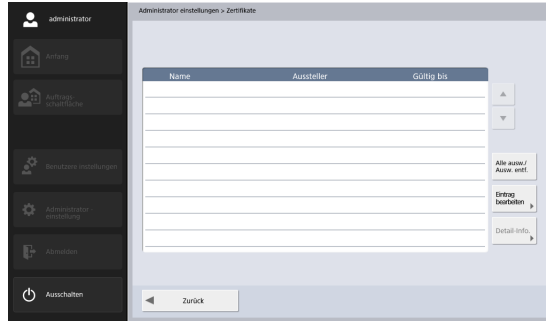 administrator
Administrator einstellungen > Zertifikate
Anfang
Auftrags-
schaltfläche
Benutzere instellungen
Administrator-
einstellung
Abmelden
Ausschalten
Name Aussteller Gültig bis
Alle ausw./
Ausw. entf.
Eintrag
bearbeiten
Detail-Info.
Zurück